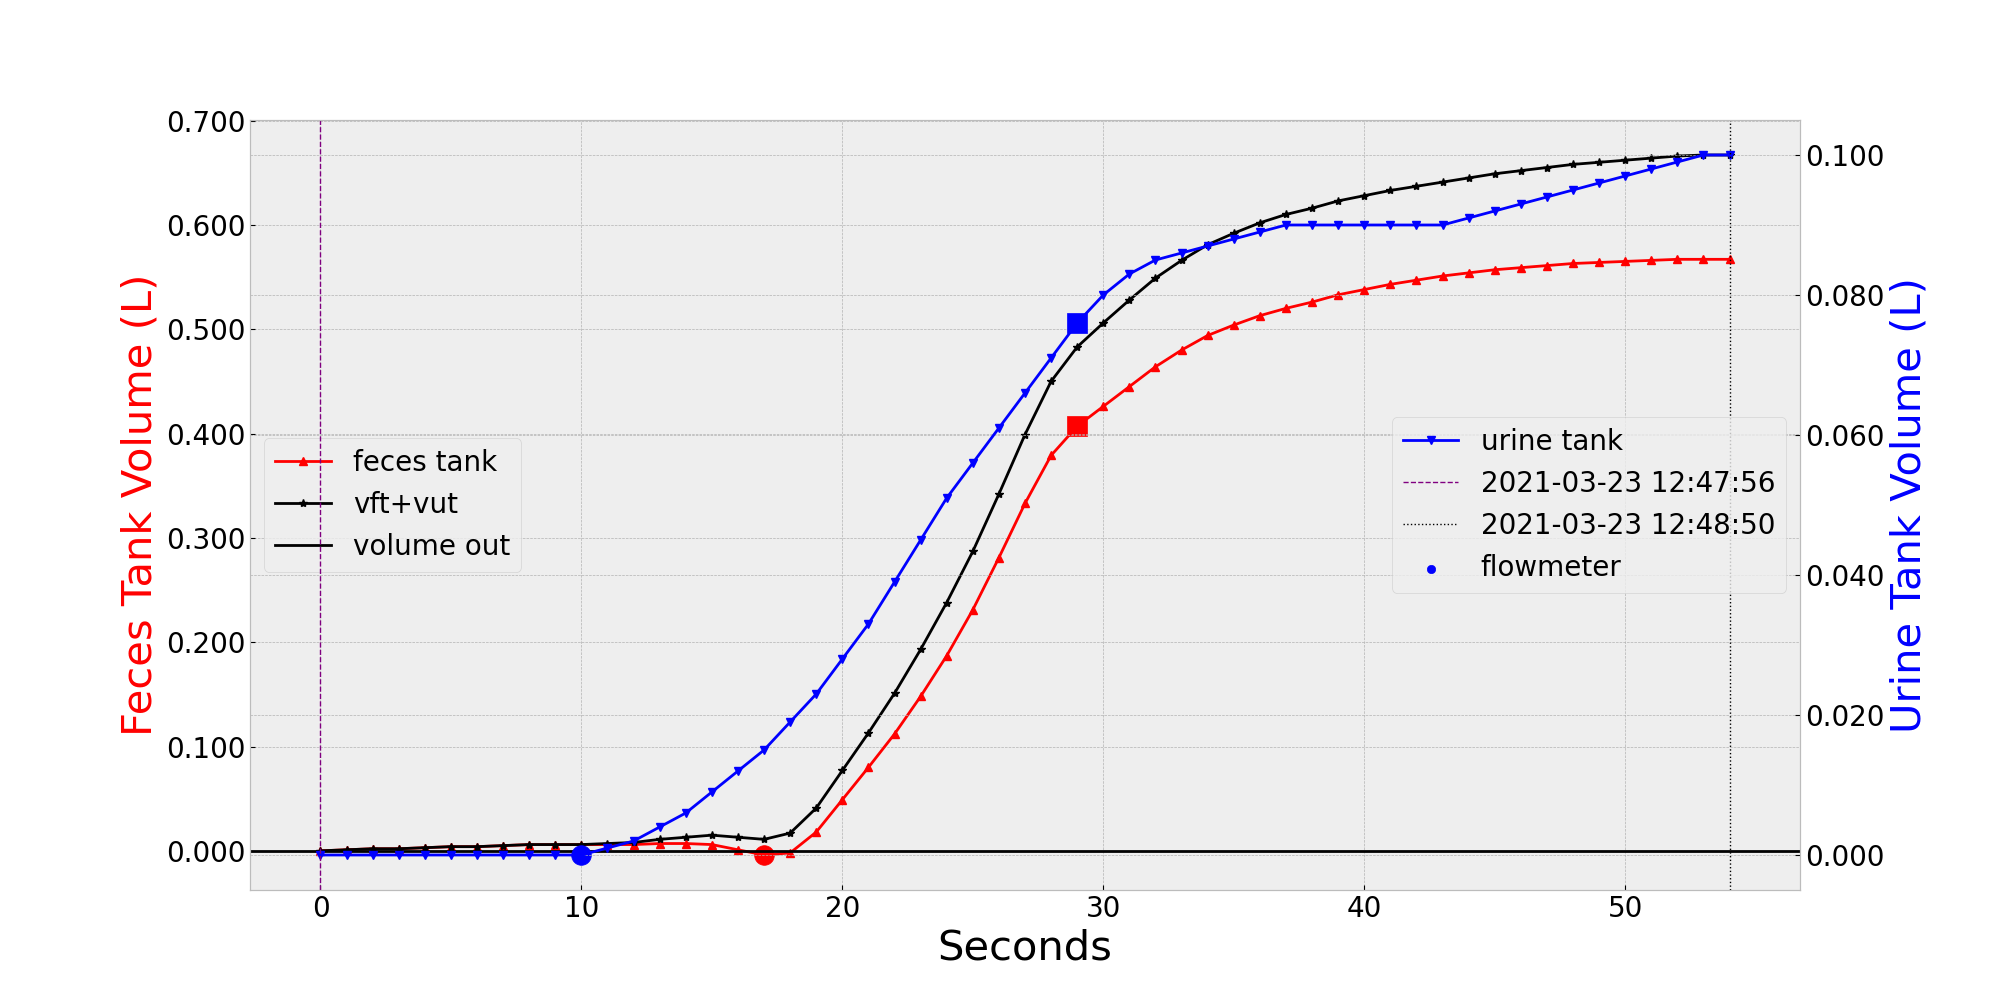 0.700
0.600
0.500
0.400
0.300
0.200
0.100
0.000
Feces Tank Volume (L)
feces tank
vft+vut
volume out
urine tank
2021-03-23 12:47:56
2021-03-23 12:48:50
flowmeter
0.100
0.080
0.060
0.040
0.020
0.000
Urine Tank Volume (L)
0 10 20 30 40 50
Seconds